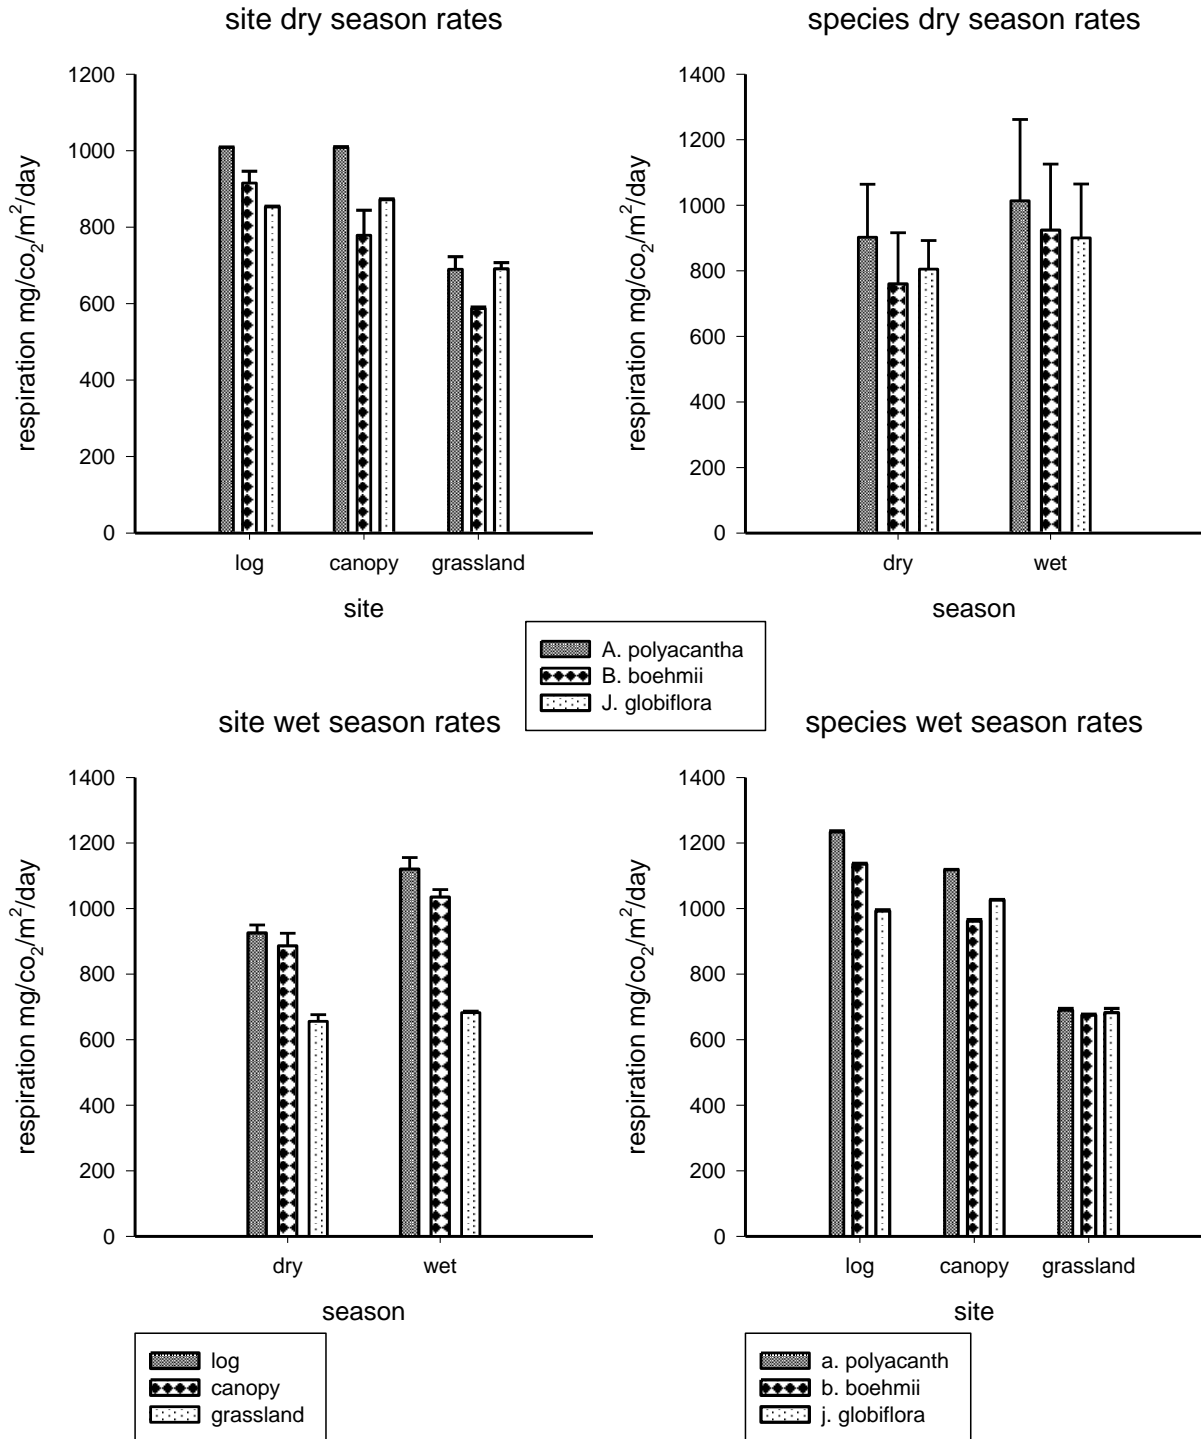 site dry season rates
1200
1000
800
600
400
200
0
respiration mg/co₂/m²/day
log canopy grassland
site
species dry season rates
1400
1200
1000
800
600
400
200
0
respiration mg/co₂/m²/day
dry wet
season
A. polyacantha
B. boehmii
J. globiflora
site wet season rates
1400
1200
1000
800
600
400
200
0
respiration mg/co₂/m²/day
dry wet
season
log
canopy
grassland
species wet season rates
1400
1200
1000
800
600
400
200
0
respiration mg/co₂/m²/day
log canopy grassland
site
a. polyacanth
b. boehmii
j. globiflora